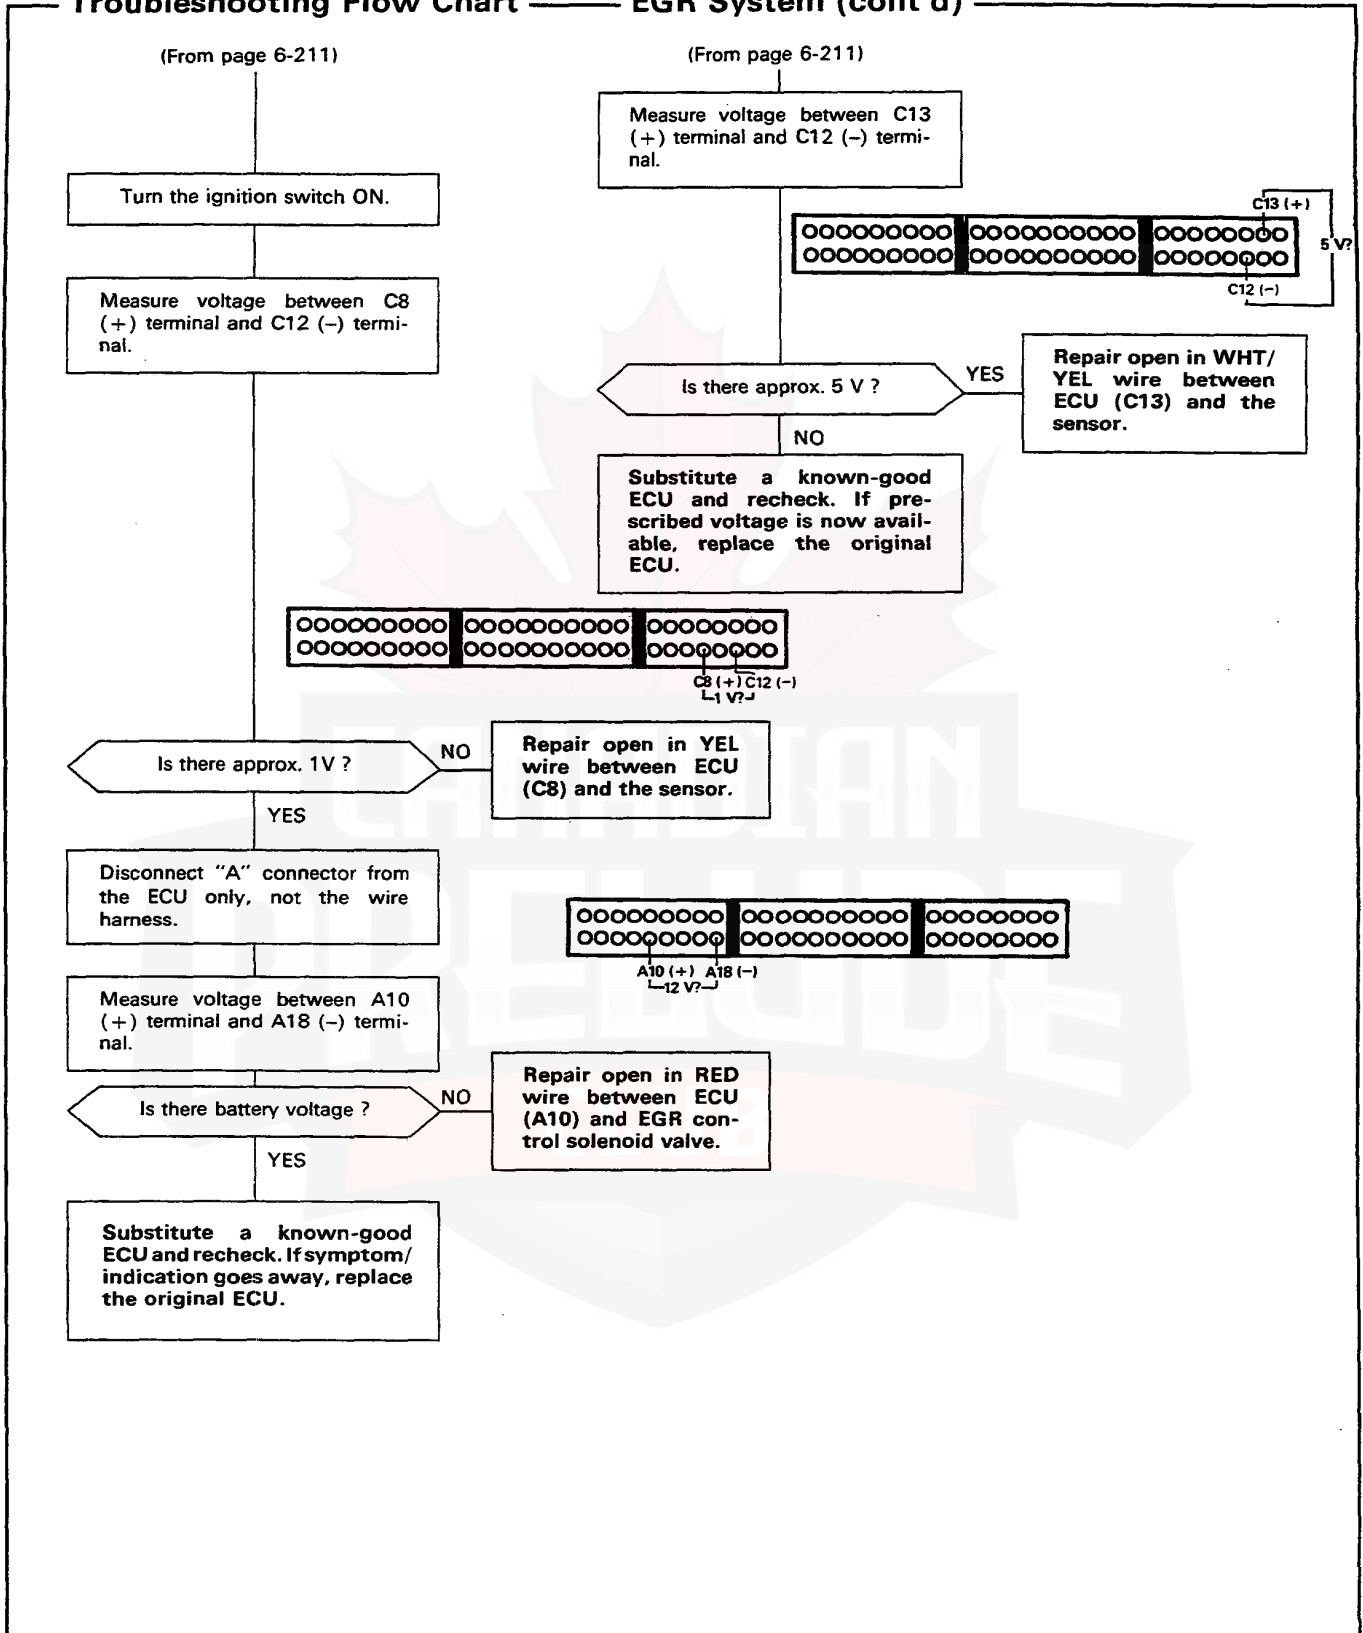 Troubleshooting Flow Chart
EGR System (cont'd)
(From page 6-211)
Turn the ignition switch ON.
Measure voltage between C8
(+) terminal and C12 (–) termi-
nal.
(From page 6-211)
Measure voltage between C13
(+) terminal and C12 (–) termi-
nal.
C13 (+)
5 V?
C12 (–)
Is there approx. 5 V ?
YES
Repair open in WHT/
YEL wire between
ECU (C13) and the
sensor.
NO
Substitute a known-good
ECU and recheck. If pre-
scribed voltage is now avail-
able, replace the original
ECU.
C8 (+) C12 (–)
1 V?
Is there approx. 1V ?
NO
Repair open in YEL
wire between ECU
(C8) and the sensor.
YES
Disconnect "A" connector from
the ECU only, not the wire
harness.
A10 (+) A18 (–)
12 V?
Measure voltage between A10
(+) terminal and A18 (–) termi-
nal.
Is there battery voltage ?
NO
Repair open in RED
wire between ECU
(A10) and EGR con-
trol solenoid valve.
YES
Substitute a known-good
ECU and recheck. If symptom/
indication goes away, replace
the original ECU.
CANADIAN
PRELUDE
CLUB